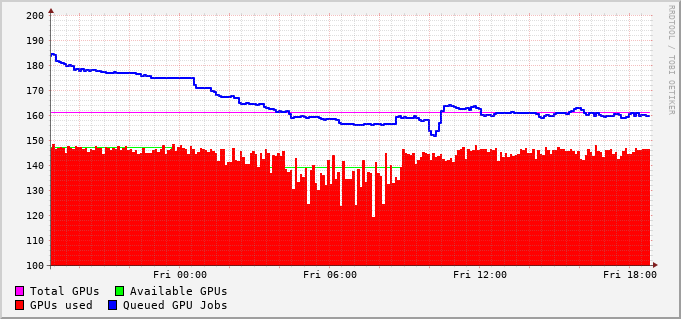 200
190
180
170
160
150
140
130
120
110
100
Fri 00:00 Fri 06:00 Fri 12:00 Fri 18:00
Total GPUs Available GPUs
GPUs used Queued GPU Jobs
RRDTOOL / TOBI OETIKER